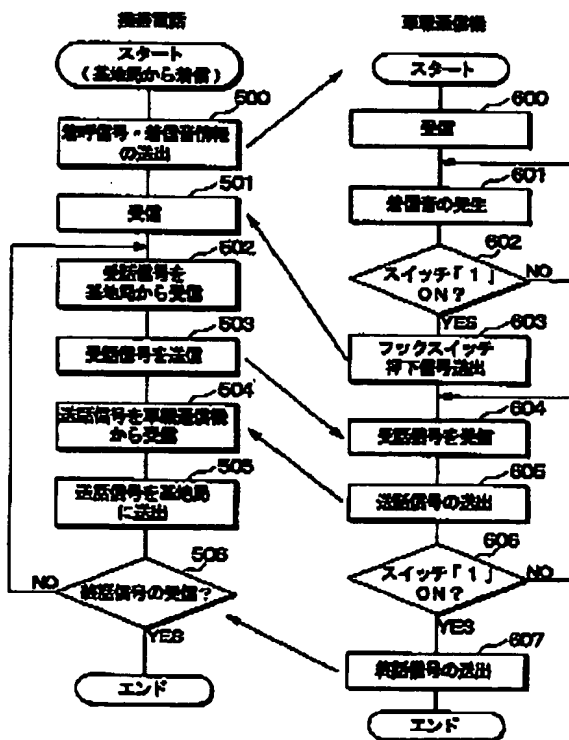 携帯電話
スタート
(基地局から着信)
500
着呼信号・着信音情報
の送出
501
受信
502
受話信号を
基地局から受信
503
受話信号を送信
504
送話信号を車載通信機
から受信
505
送話信号を基地局
に送出
506
終話信号の受信?
NO
YES
エンド
車載通信機
スタート
600
受信
601
着信音の発生
602
スイッチ「1」
ON?
NO
YES
603
フックスイッチ
押下信号送出
604
受話信号を受信
605
送話信号の送出
606
スイッチ「1」
ON?
NO
YES
607
終話信号の送出
エンド